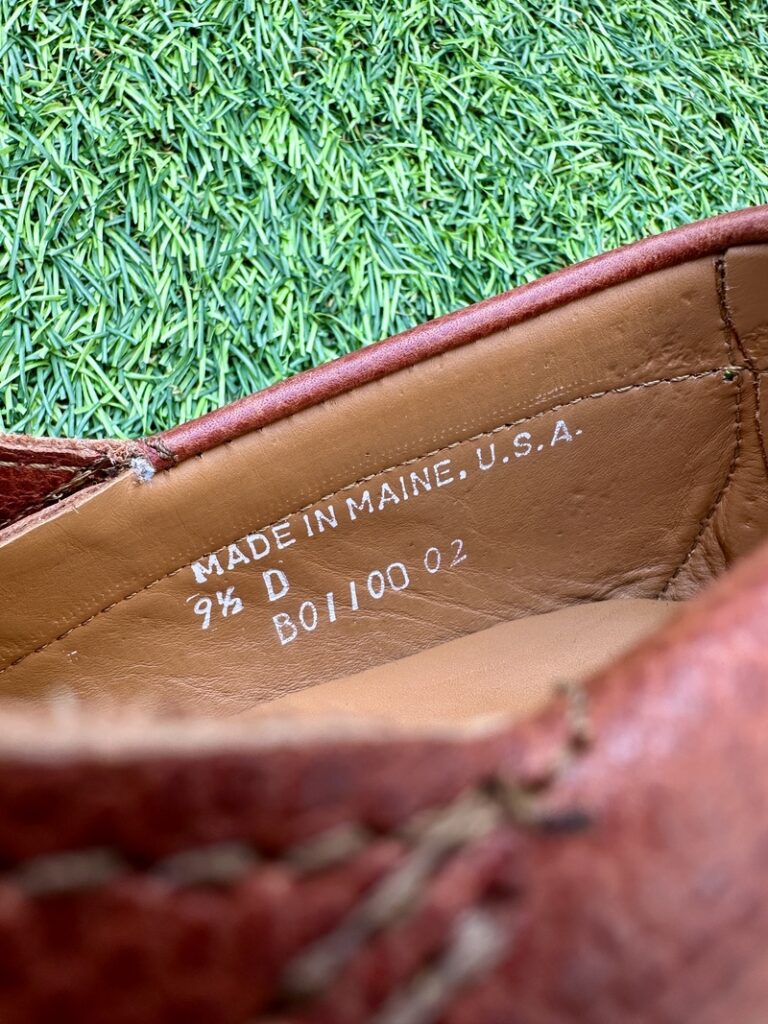 MADE IN MAINE, U.S.A.
9½ D
B01100 02